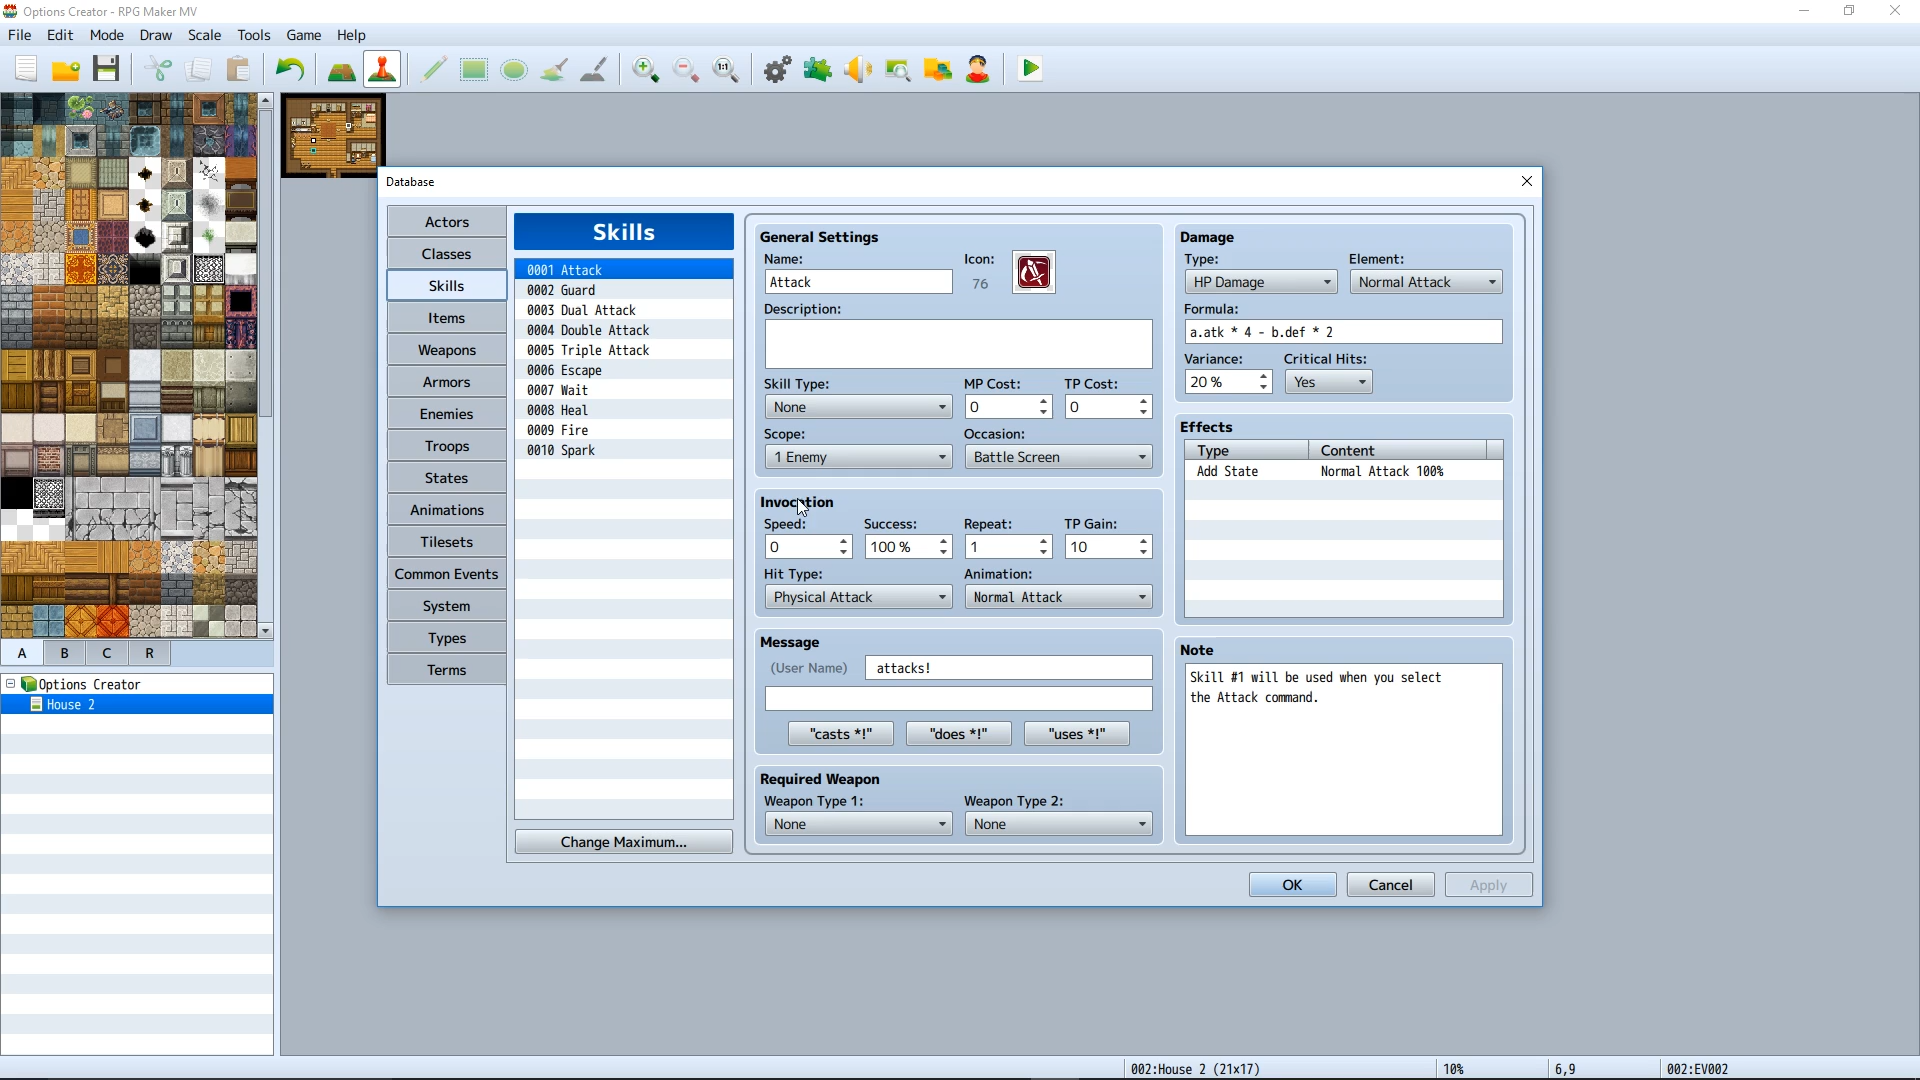 Options Creator - RPG Maker MV
File Edit Mode Draw Scale Tools Game Help
1:1
Database
Actors
Classes
Skills
Items
Weapons
Armors
Enemies
Troops
States
Animations
Tilesets
Common Events
System
Types
Terms
Skills
0001 Attack
0002 Guard
0003 Dual Attack
0004 Double Attack
0005 Triple Attack
0006 Escape
0007 Wait
0008 Heal
0009 Fire
0010 Spark
Change Maximum...
General Settings
Name: Icon:
Attack 76
Description:
Skill Type: MP Cost: TP Cost:
None 0 0
Scope: Occasion:
1 Enemy Battle Screen
Invocation
Speed: Success: Repeat: TP Gain:
0 100 % 1 10
Hit Type: Animation:
Physical Attack Normal Attack
Message
(User Name) attacks!
"casts *!" "does *!" "uses *!"
Required Weapon
Weapon Type 1: Weapon Type 2:
None None
Damage
Type: Element:
HP Damage Normal Attack
Formula:
a.atk * 4 - b.def * 2
Variance: Critical Hits:
20 % Yes
Effects
Type Content
Add State Normal Attack 100%
Note
Skill #1 will be used when you select
the Attack command.
OK Cancel Apply
A B C R
Options Creator
House 2
002:House 2 (21x17) 10% 6,9 002:EV002